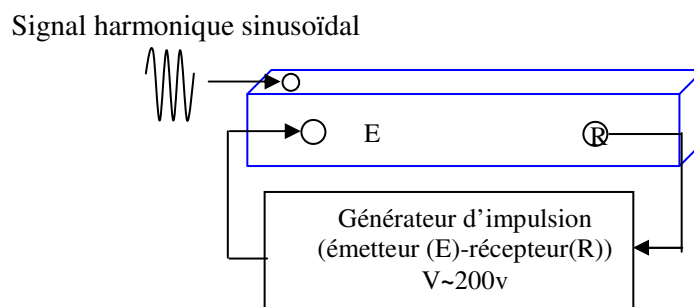 Signal harmonique sinusoïdal
E
R
Générateur d'impulsion
(émetteur (E)-récepteur(R))
V~200v